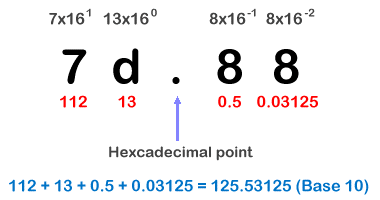 7x16¹ 13x16⁰ 8x16⁻¹ 8x16⁻²
7 d . 8 8
112 13 0.5 0.03125
Hexcadecimal point
112 + 13 + 0.5 + 0.03125 = 125.53125 (Base 10)